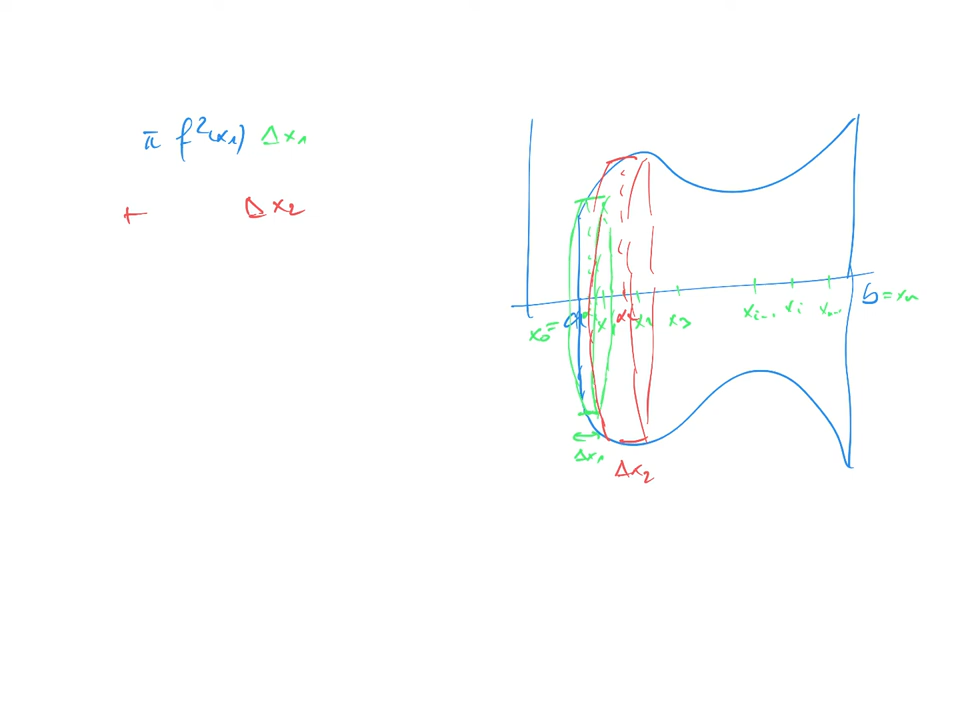 π f²(x₁) Δx₁
+ Δx₂
x₀ = a x₁ x₂ x₃ xᵢ₋₁ xᵢ xₙ₋₁ b = xₙ
Δx₁
Δx₂